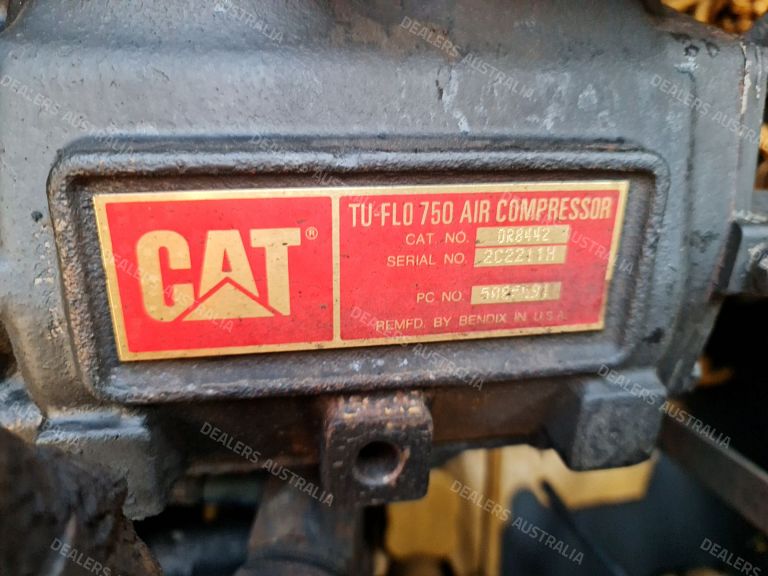 CAT®
TU-FLO 750 AIR COMPRESSOR
CAT. NO. 0R8442
SERIAL NO. 2C2211H
PC NO.
REMFD. BY BENDIX IN U.S.A.
DEALERS AUSTRALIA